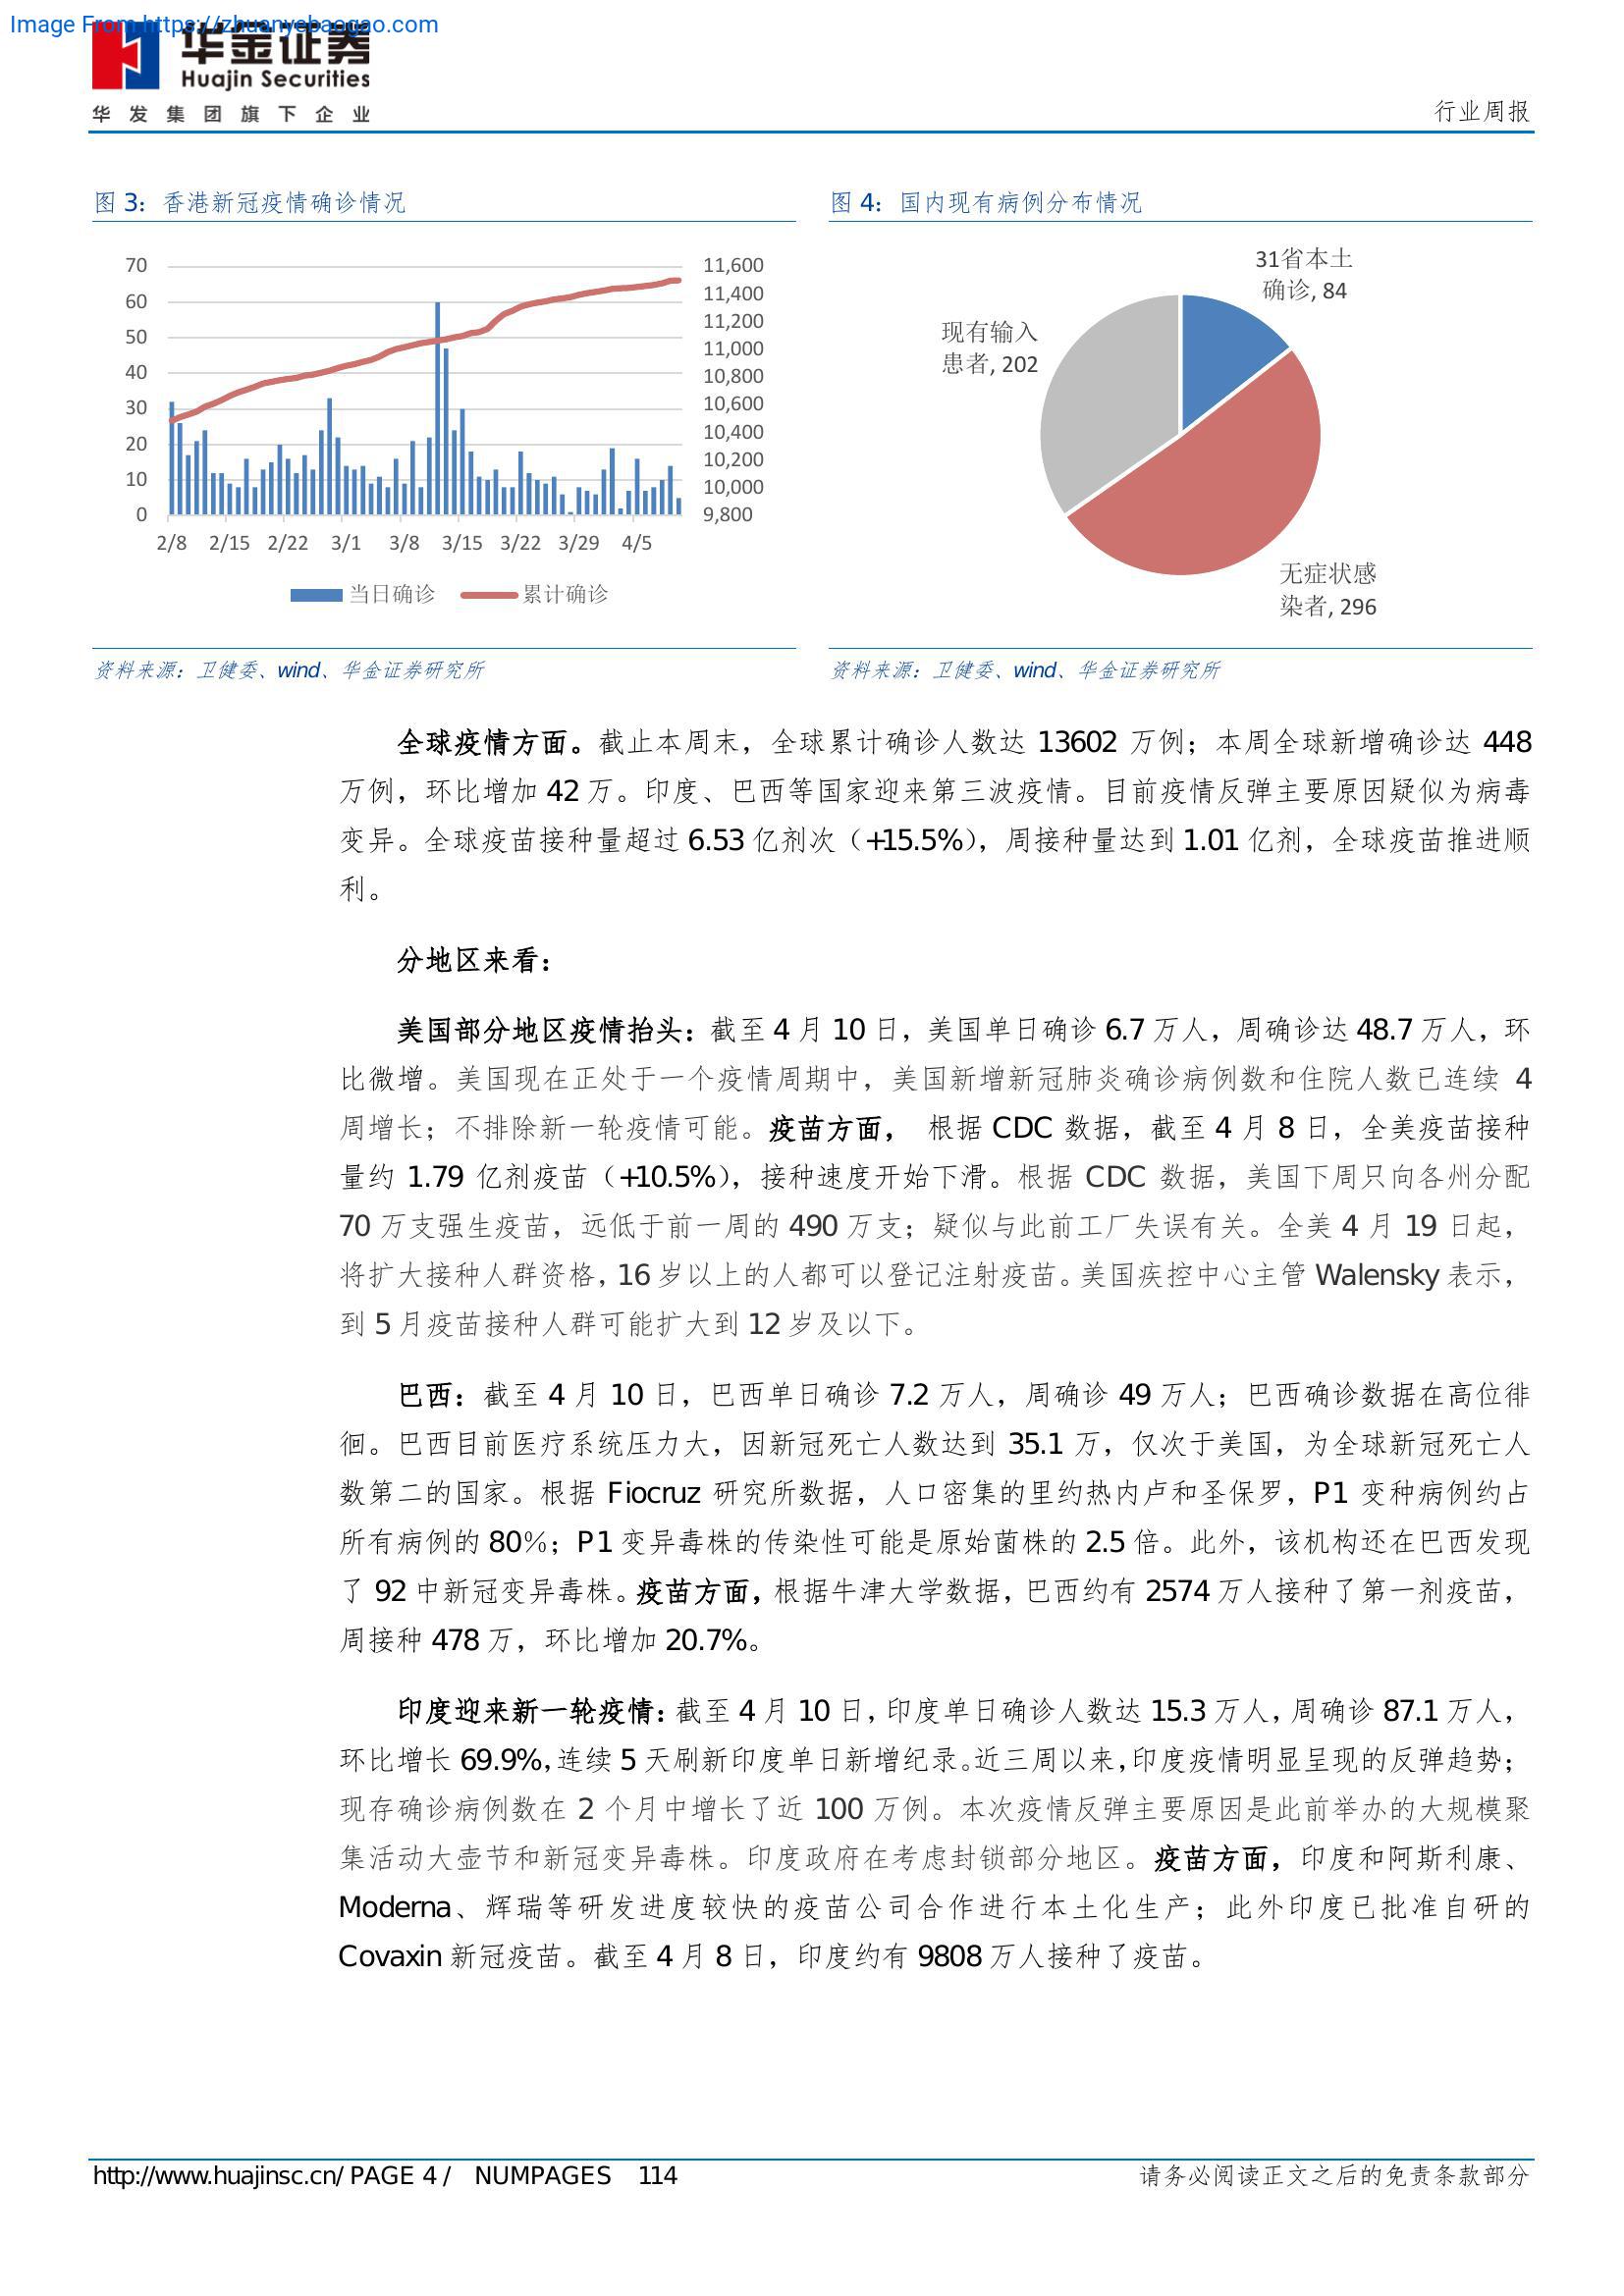 Image From https://zhuanyebaogao.com
华金证券
Huajin Securities
华发集团旗下企业
行业周报
图 3：香港新冠疫情确诊情况
70
60
50
40
30
20
10
0
11,600
11,400
11,200
11,000
10,800
10,600
10,400
10,200
10,000
9,800
2/8 2/15 2/22 3/1 3/8 3/15 3/22 3/29 4/5
当日确诊 累计确诊
资料来源：卫健委、wind、华金证券研究所
图 4：国内现有病例分布情况
31省本土
确诊, 84
现有输入
患者, 202
无症状感
染者, 296
资料来源：卫健委、wind、华金证券研究所
全球疫情方面。截止本周末，全球累计确诊人数达 13602 万例；本周全球新增确诊达 448
万例，环比增加 42 万。印度、巴西等国家迎来第三波疫情。目前疫情反弹主要原因疑似为病毒
变异。全球疫苗接种量超过 6.53 亿剂次（+15.5%），周接种量达到 1.01 亿剂，全球疫苗推进顺
利。
分地区来看：
美国部分地区疫情抬头：截至 4 月 10 日，美国单日确诊 6.7 万人，周确诊达 48.7 万人，环
比微增。美国现在正处于一个疫情周期中，美国新增新冠肺炎确诊病例数和住院人数已连续 4
周增长；不排除新一轮疫情可能。疫苗方面， 根据 CDC 数据，截至 4 月 8 日，全美疫苗接种
量约 1.79 亿剂疫苗（+10.5%），接种速度开始下滑。根据 CDC 数据，美国下周只向各州分配
70 万支强生疫苗，远低于前一周的 490 万支；疑似与此前工厂失误有关。全美 4 月 19 日起，
将扩大接种人群资格，16 岁以上的人都可以登记注射疫苗。美国疾控中心主管 Walensky 表示，
到 5 月疫苗接种人群可能扩大到 12 岁及以下。
巴西：截至 4 月 10 日，巴西单日确诊 7.2 万人，周确诊 49 万人；巴西确诊数据在高位徘
徊。巴西目前医疗系统压力大，因新冠死亡人数达到 35.1 万，仅次于美国，为全球新冠死亡人
数第二的国家。根据 Fiocruz 研究所数据，人口密集的里约热内卢和圣保罗，P1 变种病例约占
所有病例的 80%；P1 变异毒株的传染性可能是原始菌株的 2.5 倍。此外，该机构还在巴西发现
了 92 中新冠变异毒株。疫苗方面，根据牛津大学数据，巴西约有 2574 万人接种了第一剂疫苗，
周接种 478 万，环比增加 20.7%。
印度迎来新一轮疫情：截至 4 月 10 日，印度单日确诊人数达 15.3 万人，周确诊 87.1 万人，
环比增长 69.9%，连续 5 天刷新印度单日新增纪录。近三周以来，印度疫情明显呈现的反弹趋势；
现存确诊病例数在 2 个月中增长了近 100 万例。本次疫情反弹主要原因是此前举办的大规模聚
集活动大壶节和新冠变异毒株。印度政府在考虑封锁部分地区。疫苗方面，印度和阿斯利康、
Moderna、辉瑞等研发进度较快的疫苗公司合作进行本土化生产；此外印度已批准自研的
Covaxin 新冠疫苗。截至 4 月 8 日，印度约有 9808 万人接种了疫苗。
http://www.huajinsc.cn/ PAGE 4 / NUMPAGES 114
请务必阅读正文之后的免责条款部分